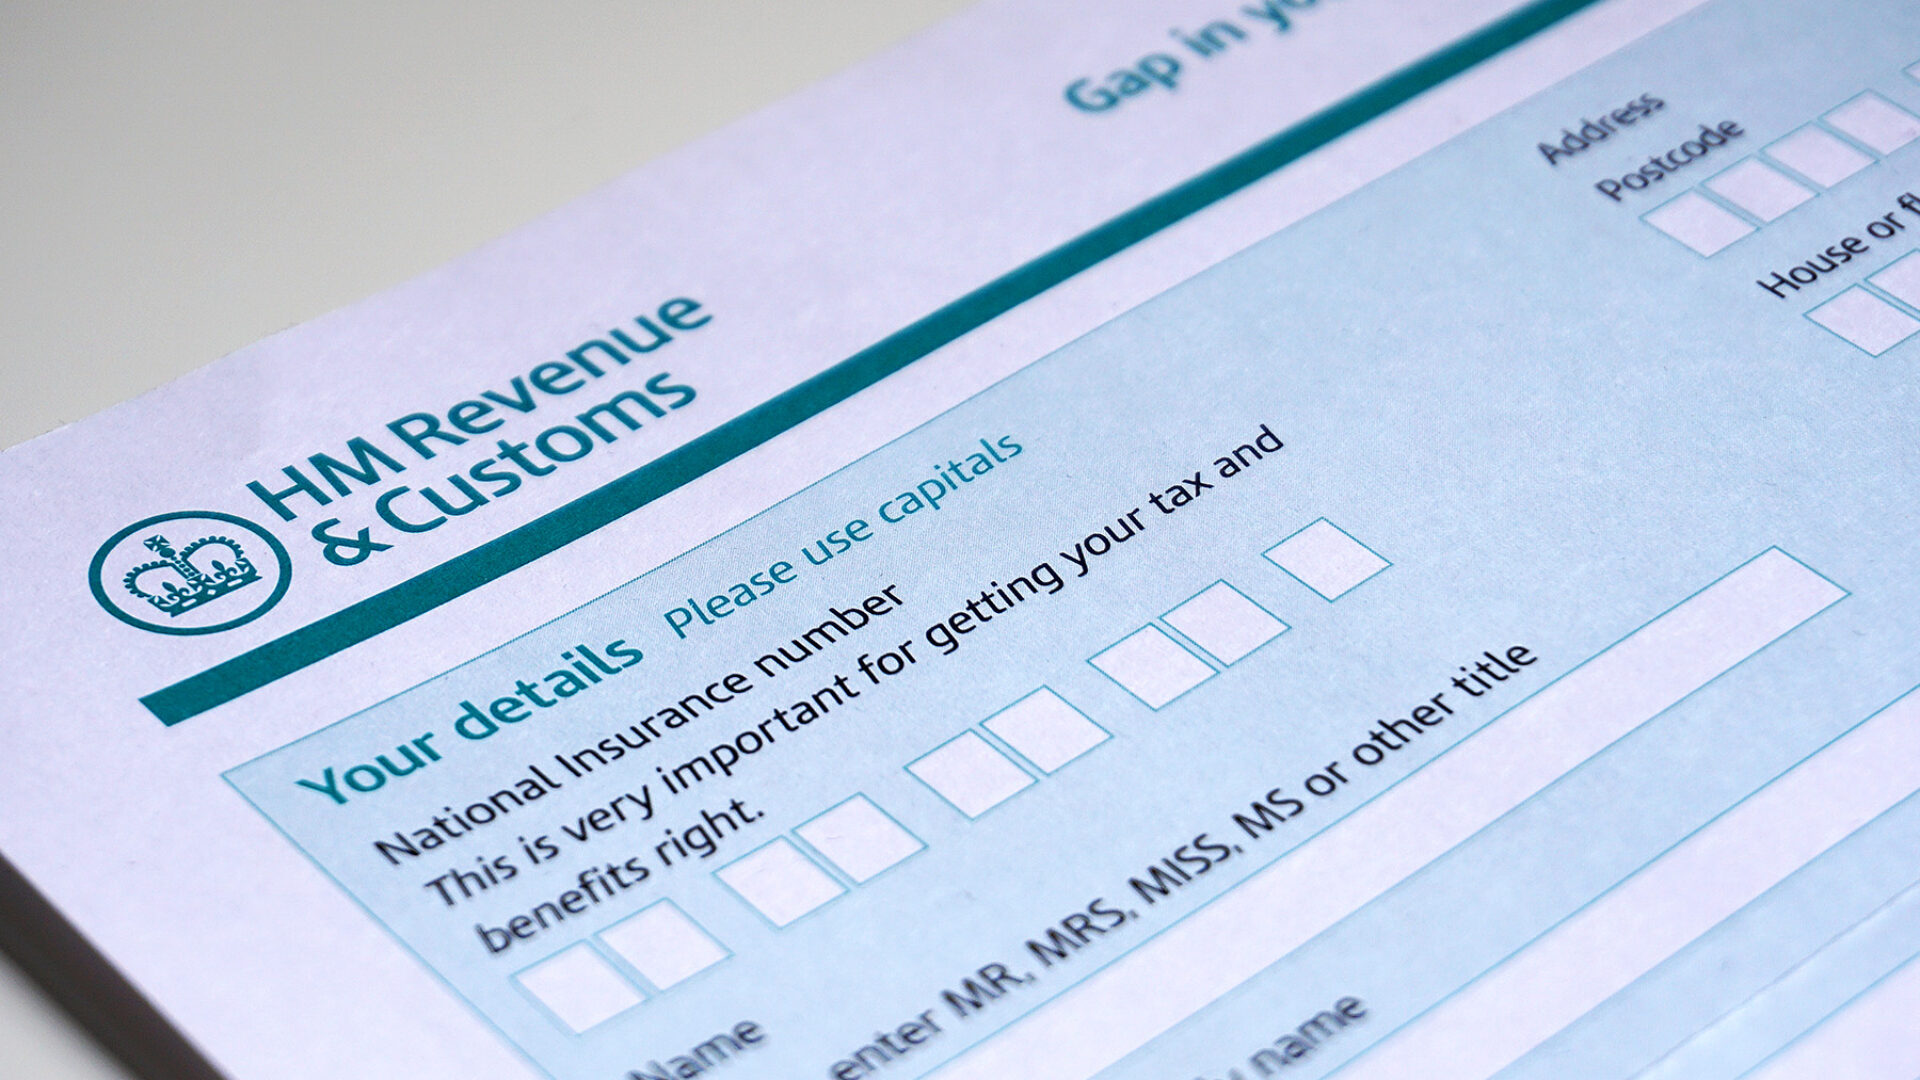 HM Revenue
& Customs
Gap in
Your details Please use capitals
National Insurance number
This is very important for getting your tax and
benefits right.
Name
enter MR, MRS, MISS, MS or other title
name
Address
Postcode
House or